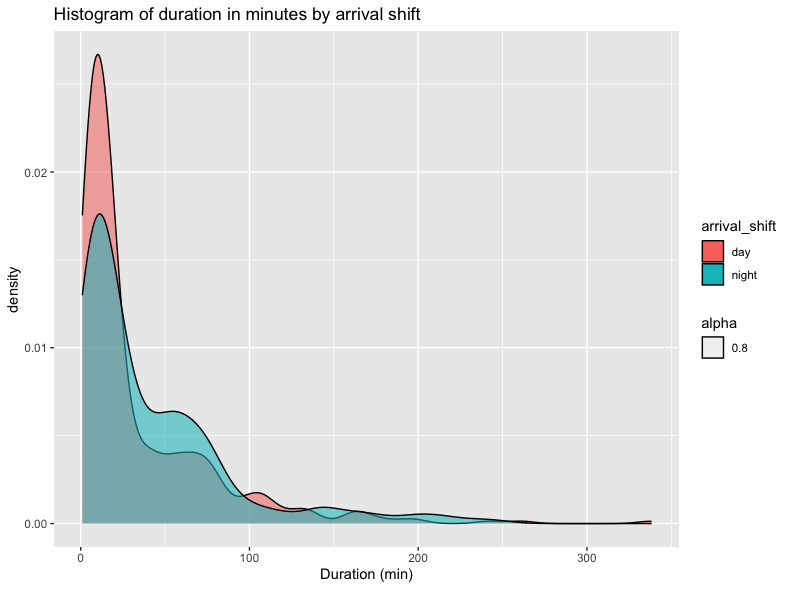 Histogram of duration in minutes by arrival shift
0.02
0.01
0.00
density
0
100
200
300
Duration (min)
arrival_shift
day
night
alpha
0.8